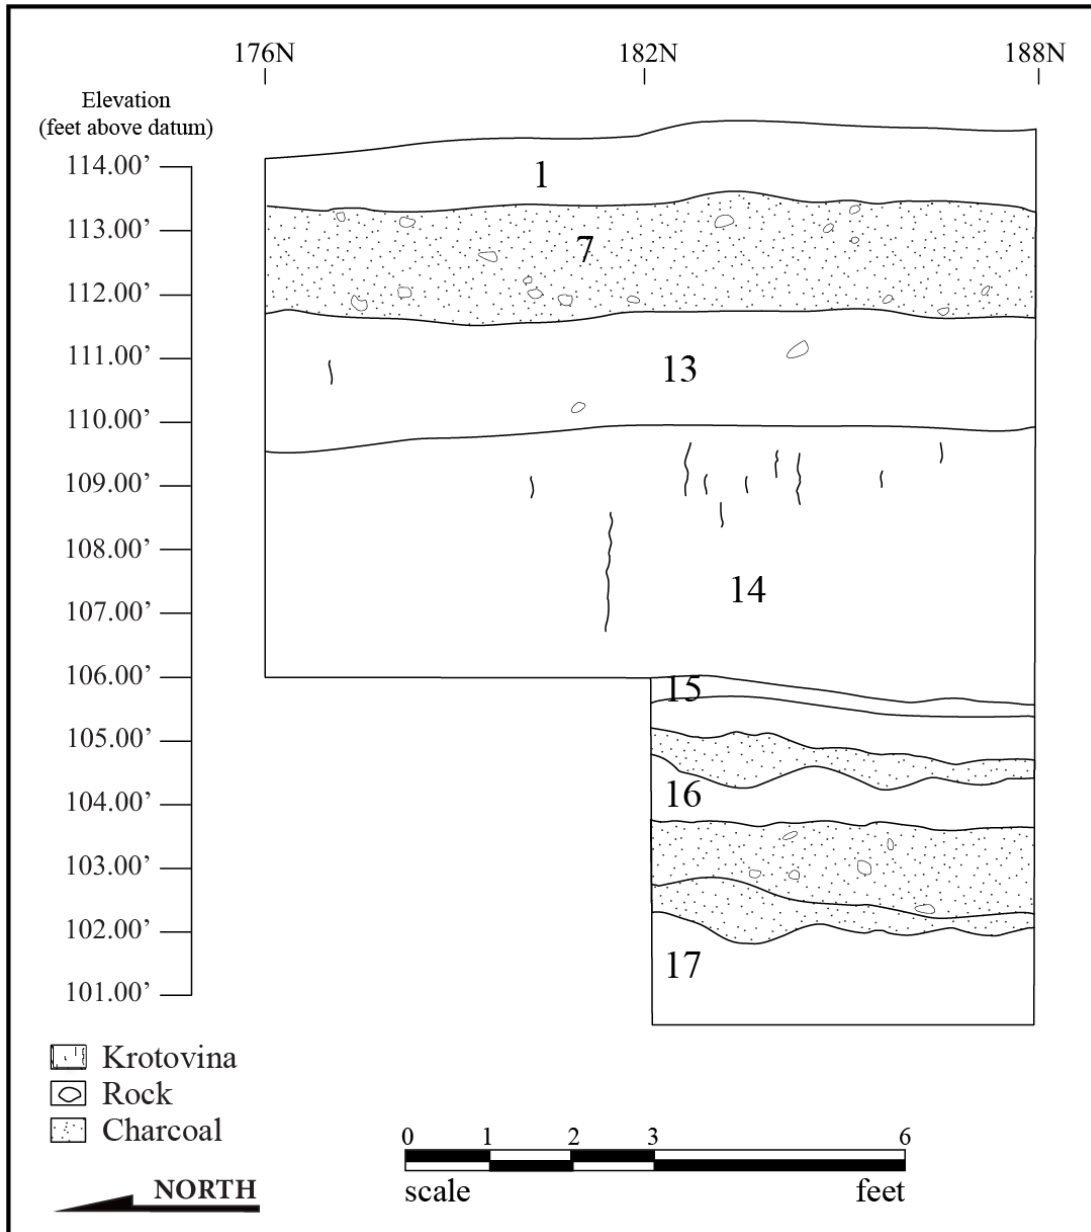 176N 182N 188N
Elevation
(feet above datum)
114.00’
1
113.00’
7
112.00’
111.00’
13
110.00’
109.00’
108.00’
107.00’
14
106.00’
15
105.00’
104.00’
16
103.00’
102.00’
17
101.00’
Krotovina
Rock
Charcoal
0 1 2 3 6
NORTH
scale feet